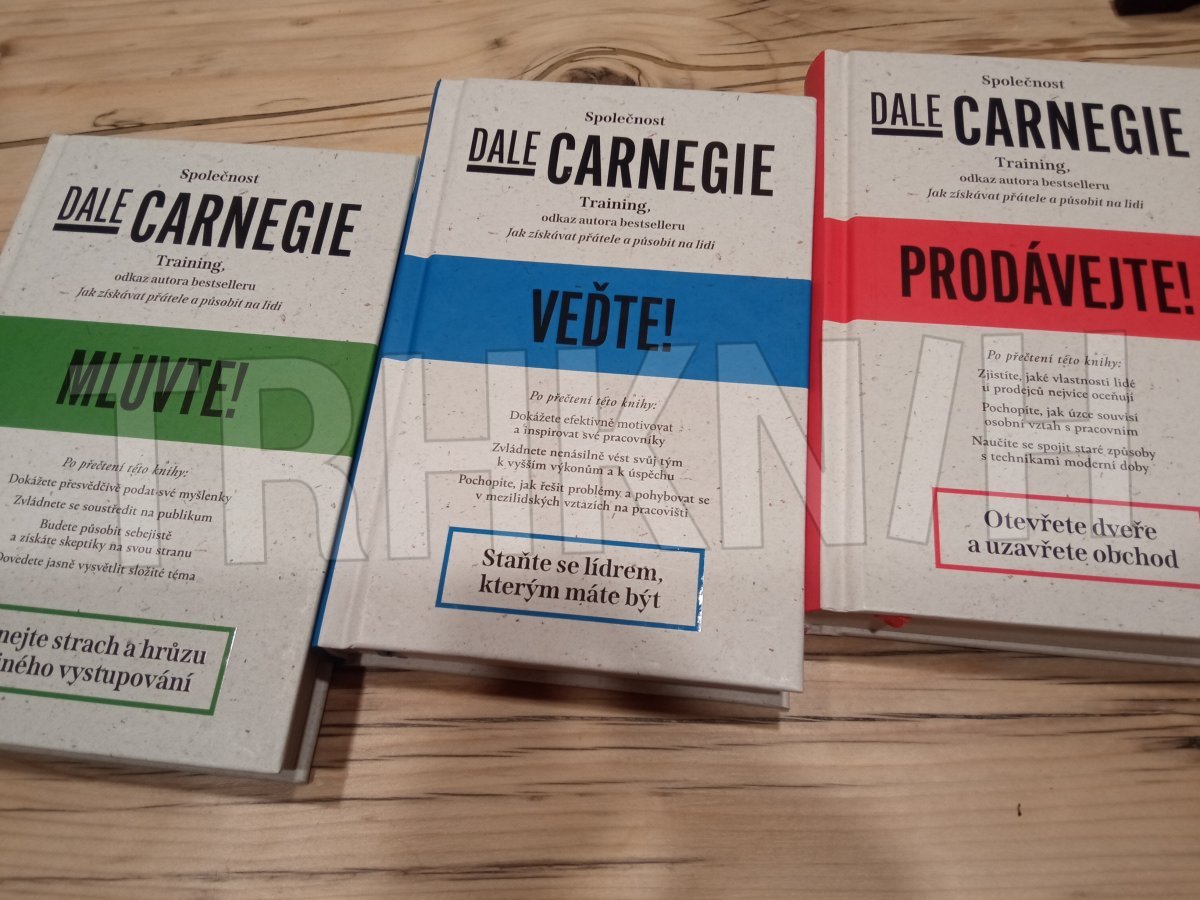 Společnost
DALE CARNEGIE
Training,
odkaz autora bestselleru
Jak získávat přátele a působit na lidi
MLUVTE!
Po přečtení této knihy:
Dokážete přesvědčivě podat své myšlenky
Zvládnete se soustředit na publikum
Budete působit sebejistě
a získáte skeptiky na svou stranu
Dovedete jasně vysvětlit složité téma
strach a hrůzu
vystupování
Společnost
DALE CARNEGIE
Training,
odkaz autora bestselleru
Jak získávat přátele a působit na lidi
VEĎTE!
Po přečtení této knihy:
Dokážete efektivně motivovat
a inspirovat své pracovníky
Zvládnete nenásilně vést svůj tým
k vyšším výkonům a k úspěchu
Pochopíte, jak řešit problémy a pohybovat se
v mezilidských vztazích na pracovišti
Staňte se lídrem,
kterým máte být
Společnost
DALE CARNEGIE
Training,
odkaz autora bestselleru
Jak získávat přátele a působit na lidi
PRODÁVEJTE!
Po přečtení této knihy:
Zjistíte, jaké vlastnosti lidé
u prodejců nejvíce oceňují
Pochopíte, jak úzce souvisí
osobní vztah s pracovním
Naučíte se spojit staré způsoby
s technikami moderní doby
Otevřete dveře
a uzavřete obchod
TRHKNIH